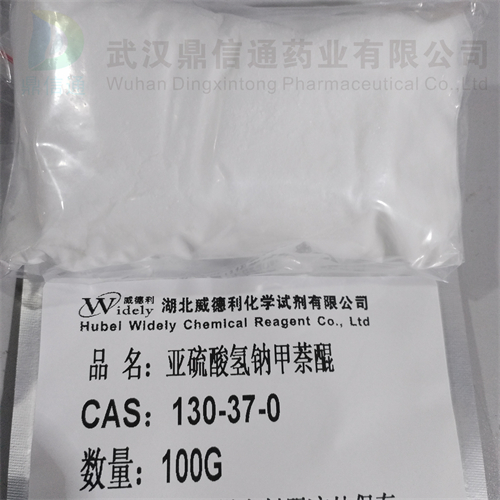 武汉鼎信通药业有限公司
Wuhan Dingxintong Pharmaceutical Co., Ltd.
威德利
Widely
湖北威德利化学试剂有限公司
Hubei Widely Chemical Reagent Co., Ltd
品 名：亚硫酸氢钠甲萘醌
CAS：130-37-0
数量：100G